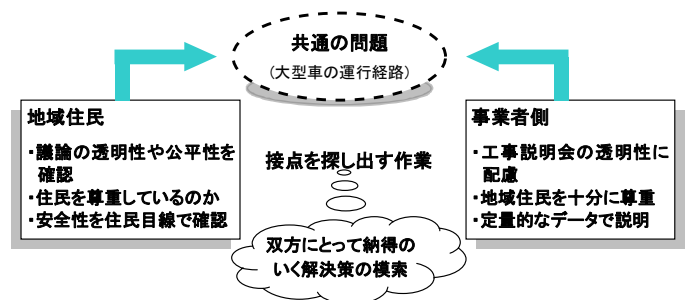 共通の問題
（大型車の運行経路）
地域住民
・議論の透明性や公平性を
確認
・住民を尊重しているのか
・安全性を住民目線で確認
接点を探し出す作業
双方にとって納得の
いく解決策の模索
事業者側
・工事説明会の透明性に
配慮
・地域住民を十分に尊重
・定量的なデータで説明